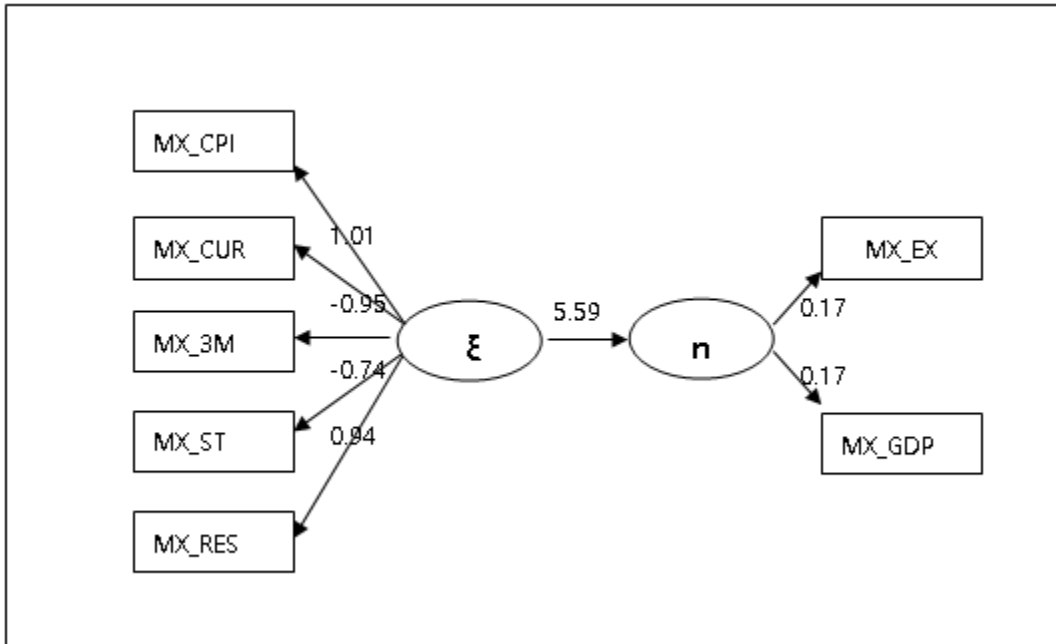 MX_CPI
MX_CUR
MX_3M
MX_ST
MX_RES
1.01
-0.95
-0.74
0.94
ξ
5.59
n
0.17
0.17
MX_EX
MX_GDP